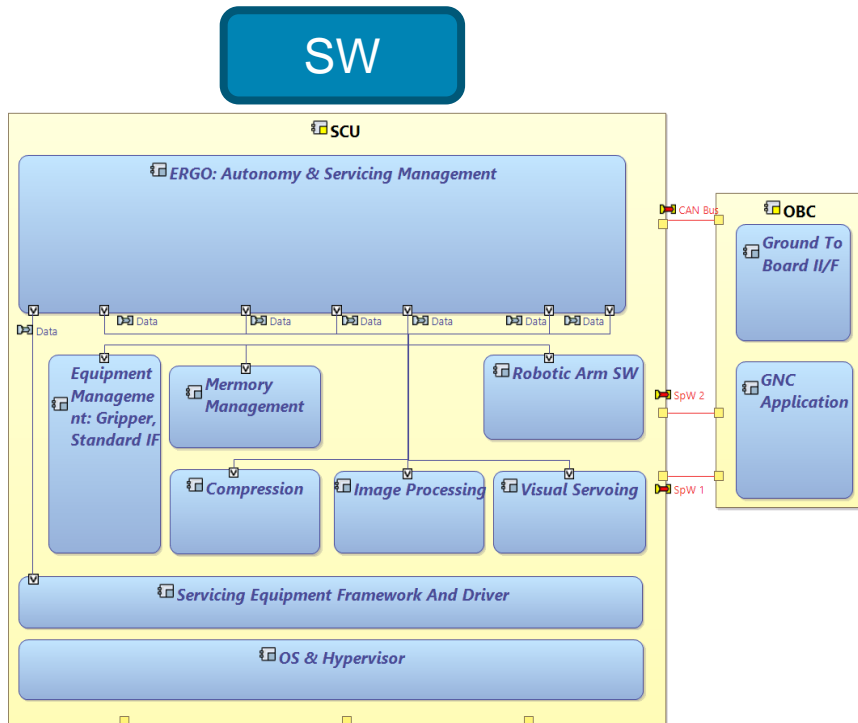 SW
SCU
ERGO: Autonomy & Servicing Management
CAN Bus
OBC
Ground To
Board II/F
Data
Data
Data
Data
Data
Data
Data
Equipment
Manageme
nt: Gripper,
Standard IF
Mermory
Management
Robotic Arm SW
SpW 2
GNC
Application
Compression
Image Processing
Visual Servoing
SpW 1
Servicing Equipment Framework And Driver
OS & Hypervisor